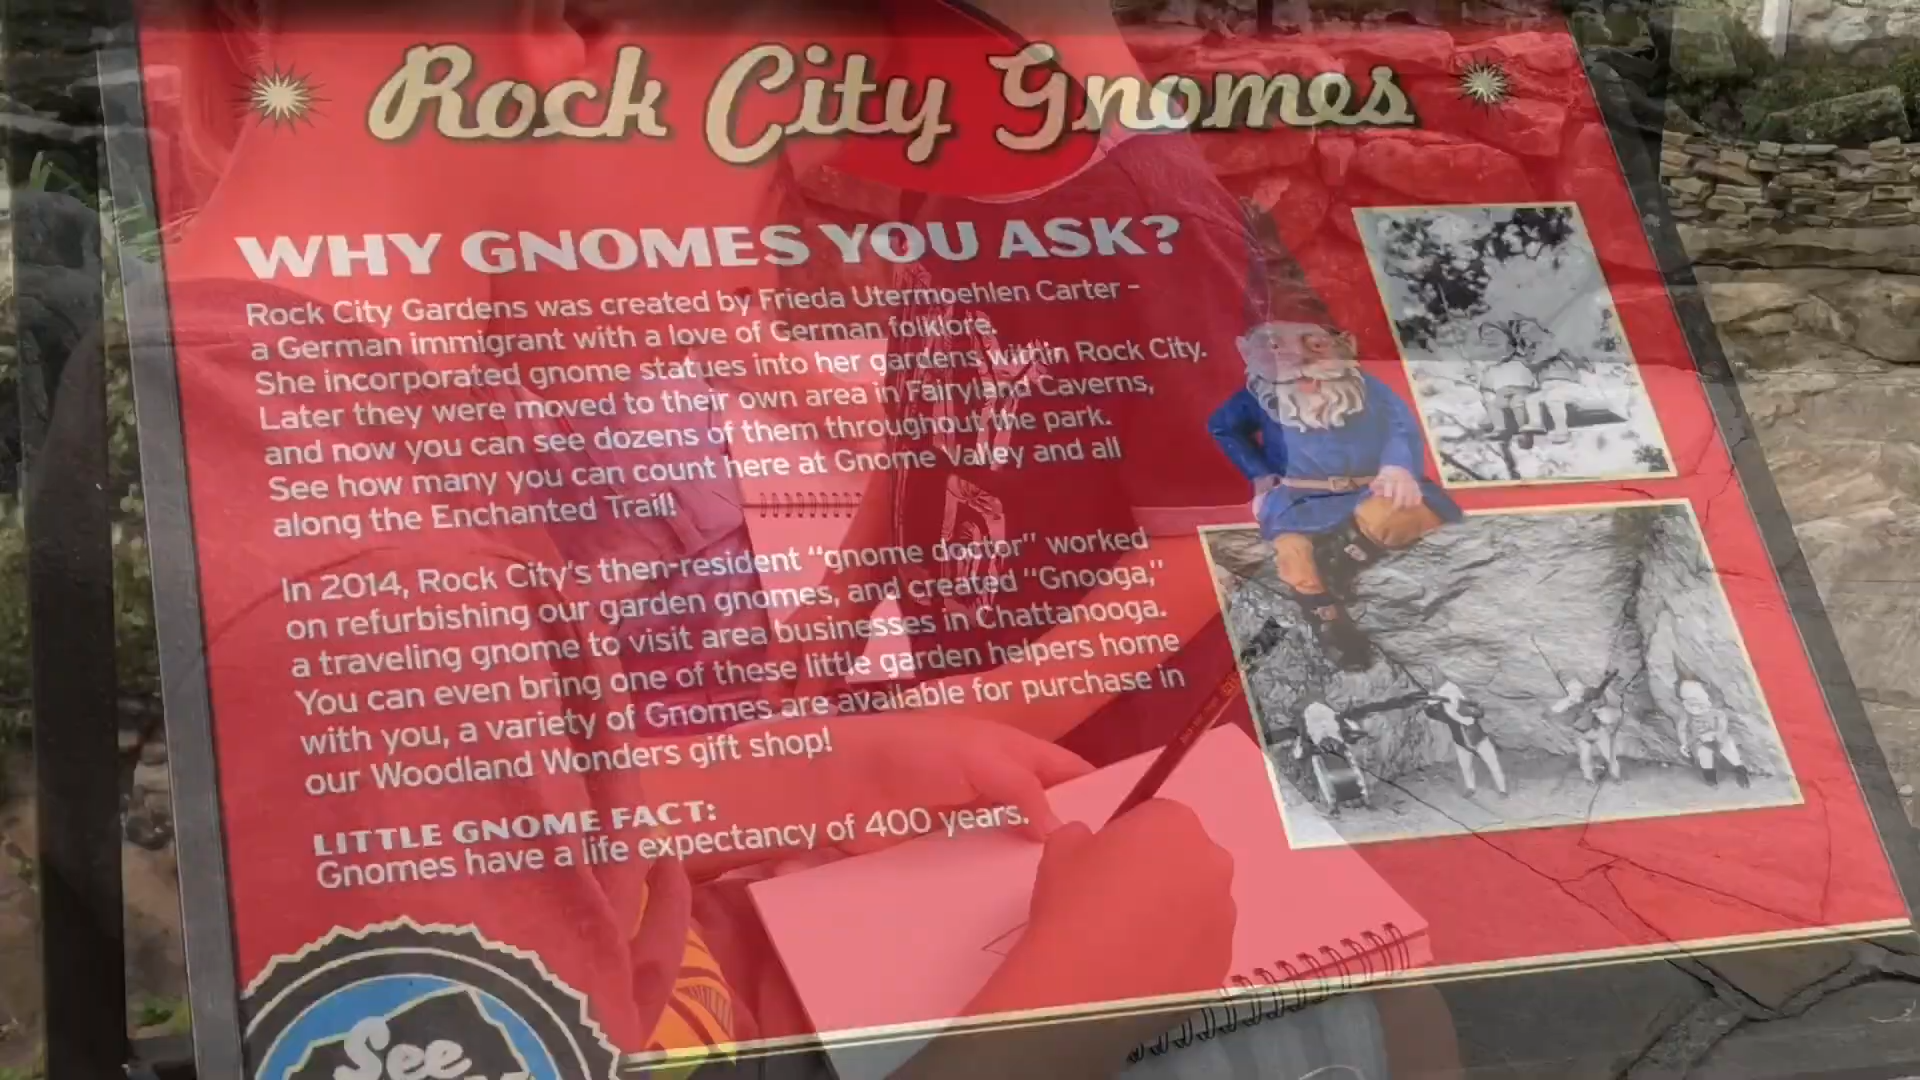 Rock City Gnomes
WHY GNOMES YOU ASK?
Rock City Gardens was created by Frieda Utermoehlen Carter –
a German immigrant with a love of German folklore.
She incorporated gnome statues into her gardens within Rock City.
Later they were moved to their own area in Fairyland Caverns,
and now you can see dozens of them throughout the park.
See how many you can count here at Gnome Valley and all
along the Enchanted Trail!
In 2014, Rock City's then-resident "gnome doctor" worked
on refurbishing our garden gnomes, and created "Gnooga,"
a traveling gnome to visit area businesses in Chattanooga.
You can even bring one of these little garden helpers home
with you, a variety of Gnomes are available for purchase in
our Woodland Wonders gift shop!
LITTLE GNOME FACT:
Gnomes have a life expectancy of 400 years.
See